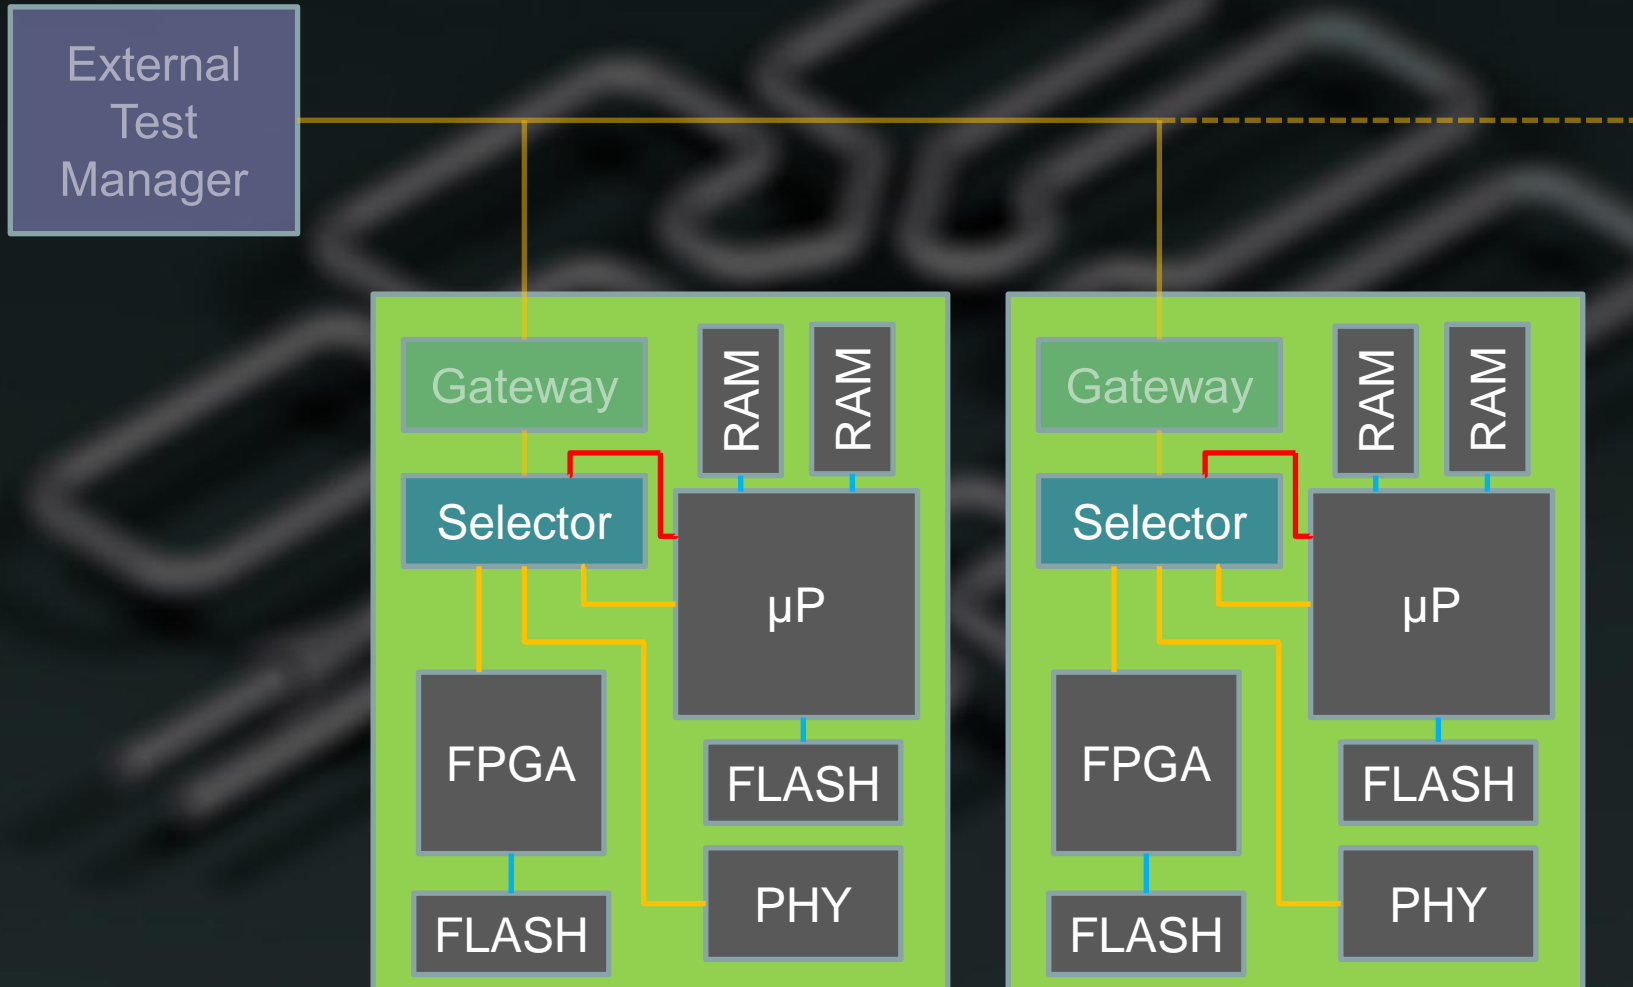 External
Test
Manager
Gateway
RAM
RAM
Selector
µP
FPGA
FLASH
PHY
FLASH
Gateway
RAM
RAM
Selector
µP
FPGA
FLASH
PHY
FLASH